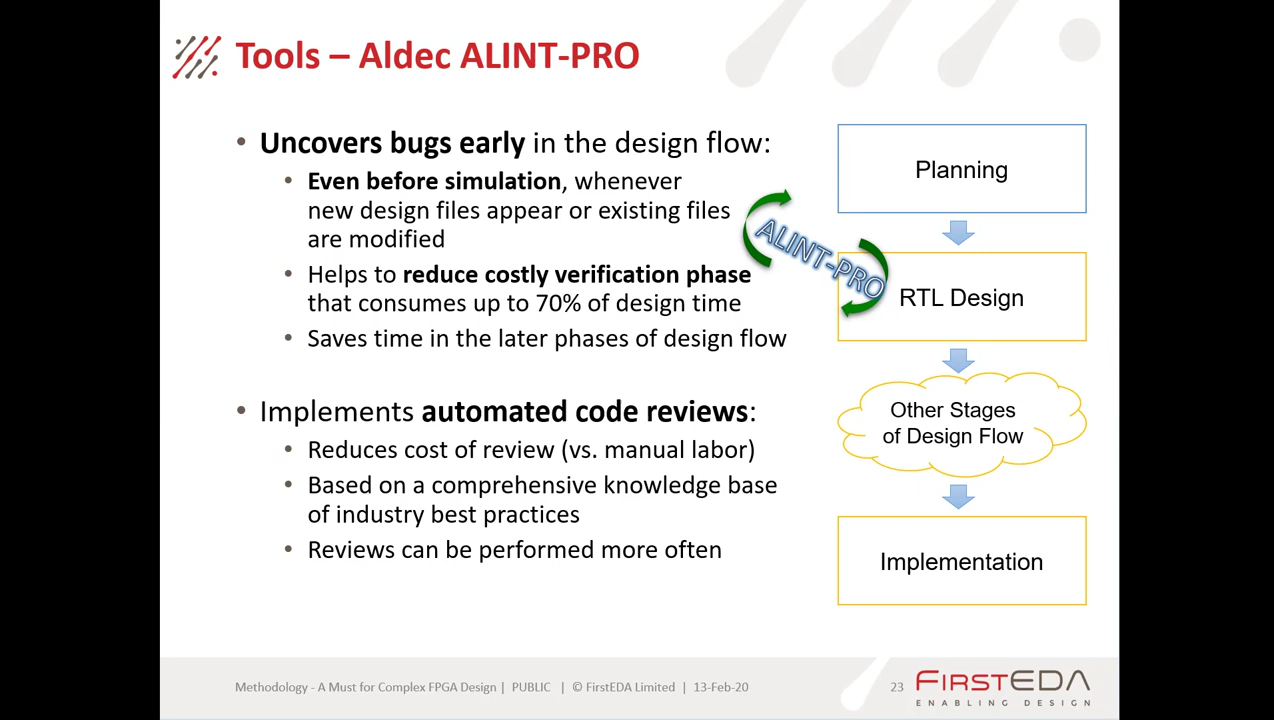 Tools – Aldec ALINT-PRO
• Uncovers bugs early in the design flow:
• Even before simulation, whenever
new design files appear or existing files
are modified
• Helps to reduce costly verification phase
that consumes up to 70% of design time
• Saves time in the later phases of design flow
• Implements automated code reviews:
• Reduces cost of review (vs. manual labor)
• Based on a comprehensive knowledge base
of industry best practices
• Reviews can be performed more often
Planning
ALINT-PRO
RTL Design
Other Stages
of Design Flow
Implementation
Methodology - A Must for Complex FPGA Design | PUBLIC | © FirstEDA Limited | 13-Feb-20
23
FIRSTEDA
ENABLING DESIGN